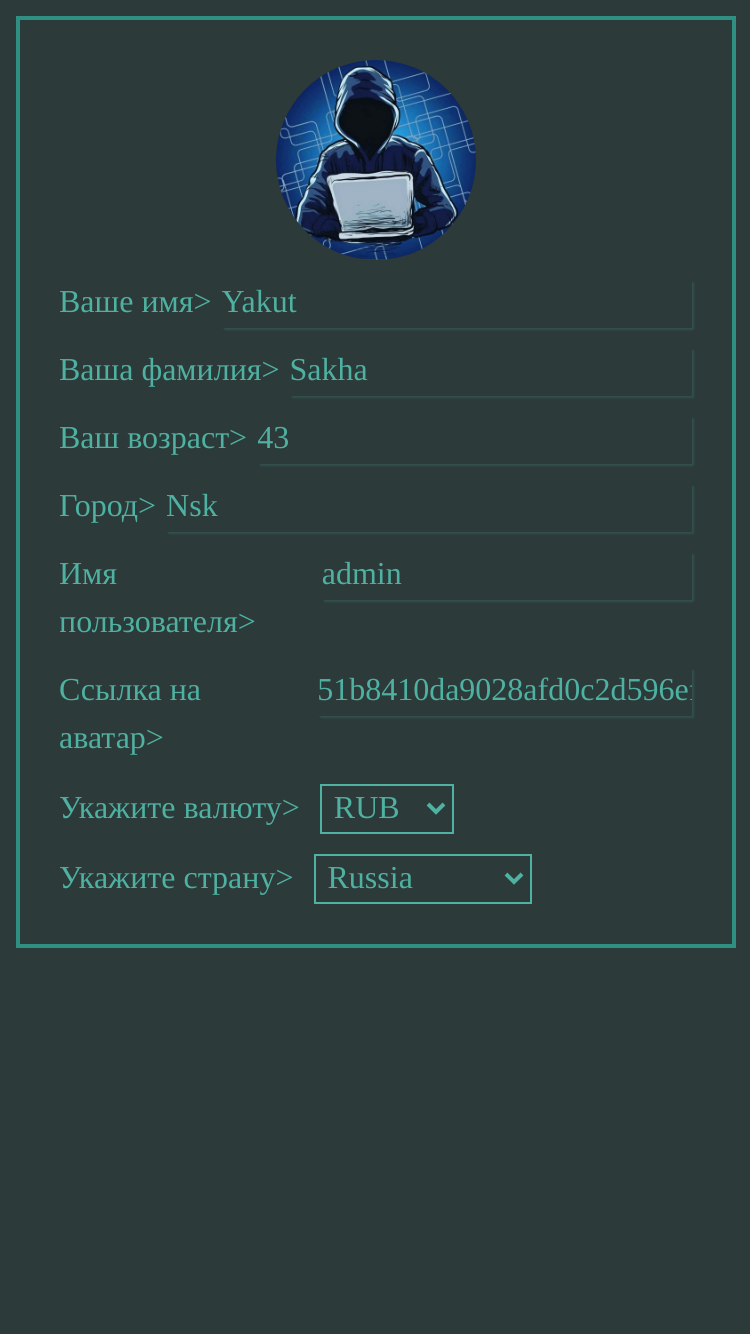 Ваше имя> Yakut
Ваша фамилия> Sakha
Ваш возраст> 43
Город> Nsk
Имя admin
пользователя>
Ссылка на 51b8410da9028afd0c2d596e
аватар>
Укажите валюту> RUB
Укажите страну> Russia